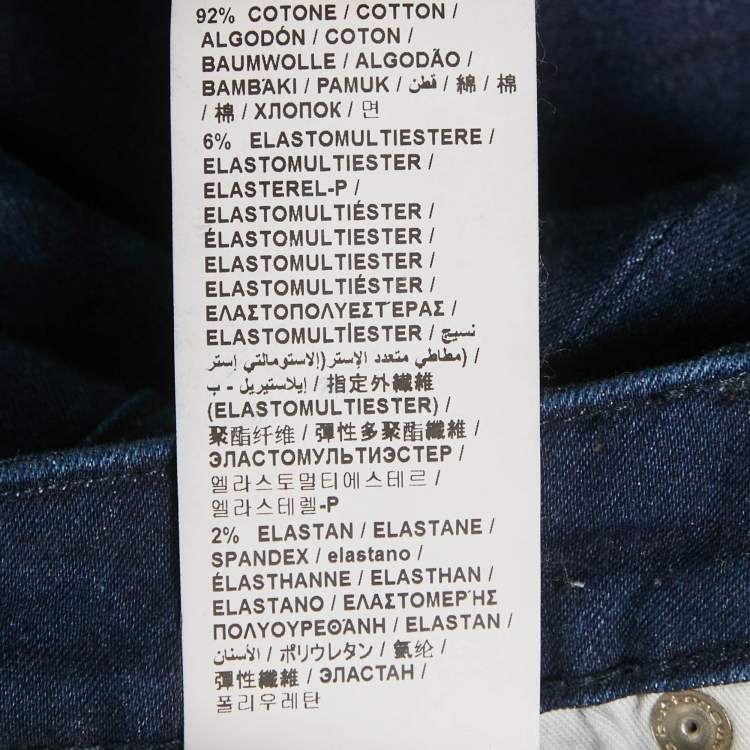 92% COTONE / COTTON /
ALGODÓN / COTON /
BAUMWOLLE / ALGODÃO /
ΒΑΜΒΆΚΙ / PAMUK / قطن / 綿 / 棉
/ 棉 / ХЛОПОК / 면
6% ELASTOMULTIESTERE /
ELASTOMULTIESTER /
ELASTEREL-P /
ELASTOMULTIÉSTER /
ÉLASTOMULTIESTER /
ELASTOMULTIESTER /
ELASTOMULTIÉSTER /
ΕΛΑΣΤΟΠΟΛΥΕΣΤΈΡΑΣ /
ELASTOMULTİESTER / نسيج
مطاطي متعدد الإستر(إلاستومالتي إستر) /
إيلاستيريل - ب / 指定外繊維
(ELASTOMULTIESTER) /
聚酯纤维 / 彈性多聚酯纖維 /
ЭЛАСТОМУЛЬТИЭСТЕР /
엘라스토멀티에스테르 /
엘라스테렐-P
2% ELASTAN / ELASTANE /
SPANDEX / elastano /
ÉLASTHANNE / ELASTHAN /
ELASTANO / ΕΛΑΣΤΟΜΕΡΉΣ
ΠΟΛΥΟΥΡΕΘΆΝΗ / ELASTAN /
الأسنان / ポリウレタン / 氨纶 /
彈性纖維 / ЭЛАСТАН /
폴리우레탄